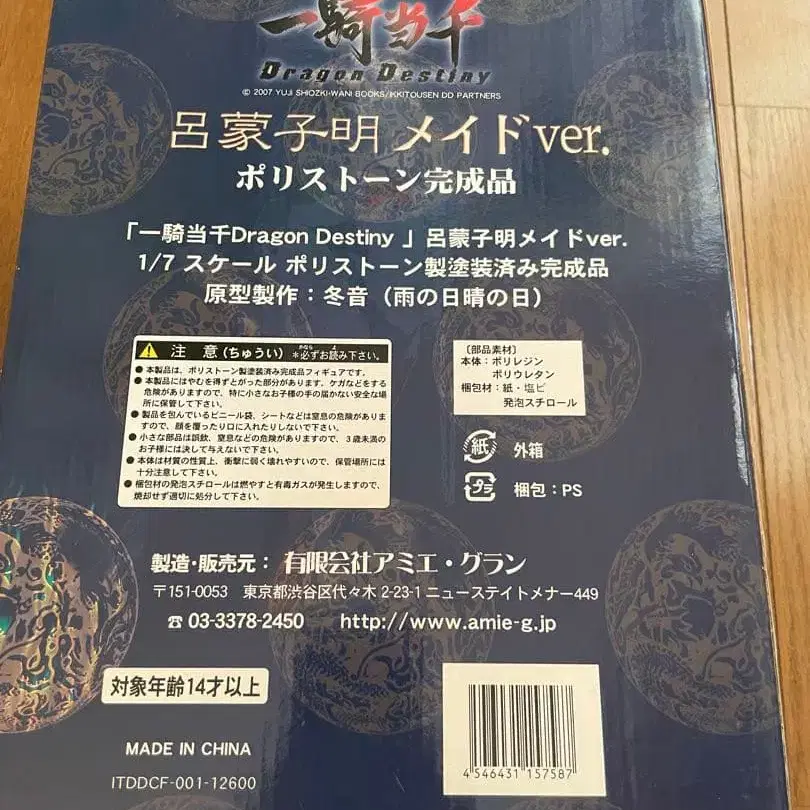 一騎当千
Dragon Destiny
© 2007 YUJI SHIOZKI・WANI BOOKS/IKKITOUSEN DD PARTNERS
呂蒙子明 メイドver.
ポリストーン完成品
「一騎当千Dragon Destiny 」呂蒙子明メイドver.
1/7 スケール ポリストーン製塗装済み完成品
原型製作：冬音（雨の日晴の日）
注 意(ちゅうい) ＊必ずお読み下さい。
●本製品は、ポリストーン製塗装済み完成品フィギュアです。
●本製品にはやむを得ずとがった部分があります。ケガなどをする
危険がありますので、特に小さなお子様の手の届かない安全な場
所に保管して下さい。
●製品を包んでいるビニール袋、シートなどは窒息の危険がありま
すので、顔を覆ったり口に入れたりしないで下さい。
●小さな部品は誤飲、窒息などの危険がありますので、３歳未満の
お子様には決して与えないで下さい。
●本体は材質の性質上、衝撃に弱く壊れやすいので、保管場所には
十分注意して下さい。
●梱包材の発泡スチロールは燃やすと有毒ガスが発生しますので、
焼却せず適切に処分して下さい。
〔部品素材〕
本体：ポリレジン
ポリウレタン
梱包材：紙・塩ビ
発泡スチロール
紙 外箱
プラ 梱包：PS
製造・販売元： 有限会社アミエ・グラン
〒151-0053 東京都渋谷区代々木 2-23-1 ニューステイトメナー449
☎ 03-3378-2450 http://www.amie-g.jp
対象年齢14才以上
MADE IN CHINA
ITDDCF-001-12600
4 546431 157587